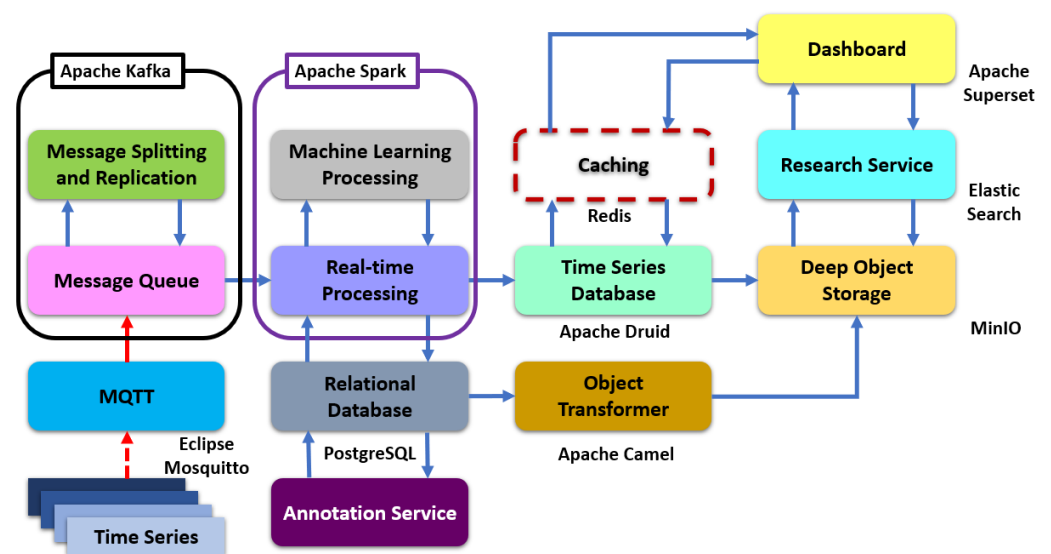 Apache Kafka
Message Splitting
and Replication
Message Queue
MQTT
Eclipse
Mosquitto
Time Series
Apache Spark
Machine Learning
Processing
Real-time
Processing
Relational
Database
PostgreSQL
Annotation Service
Caching
Redis
Time Series
Database
Apache Druid
Object
Transformer
Apache Camel
Dashboard
Apache
Superset
Research Service
Elastic
Search
Deep Object
Storage
MinIO